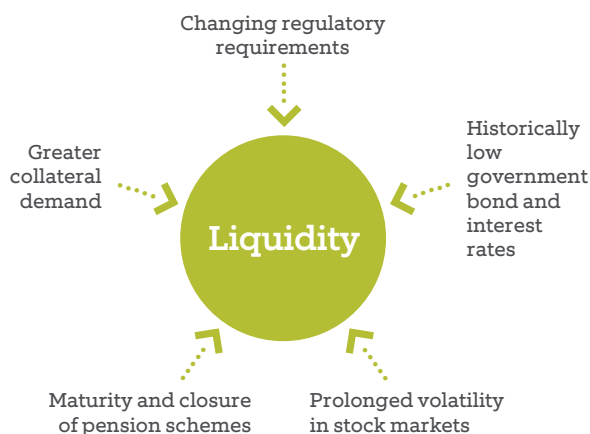 Changing regulatory
requirements
Greater
collateral
demand
Historically
low
government
bond and
interest
rates
Liquidity
Maturity and closure
of pension schemes
Prolonged volatility
in stock markets